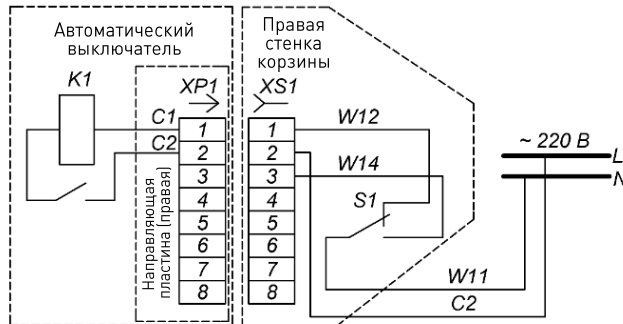 Автоматический
выключатель
K1
C1
C2
Направляющая
пластина (правая)
XP1
1
2
3
4
5
6
7
8
Правая
стенка
корзины
XS1
1
2
3
4
5
6
7
8
W12
W14
S1
W11
C2
~ 220 В
L
N